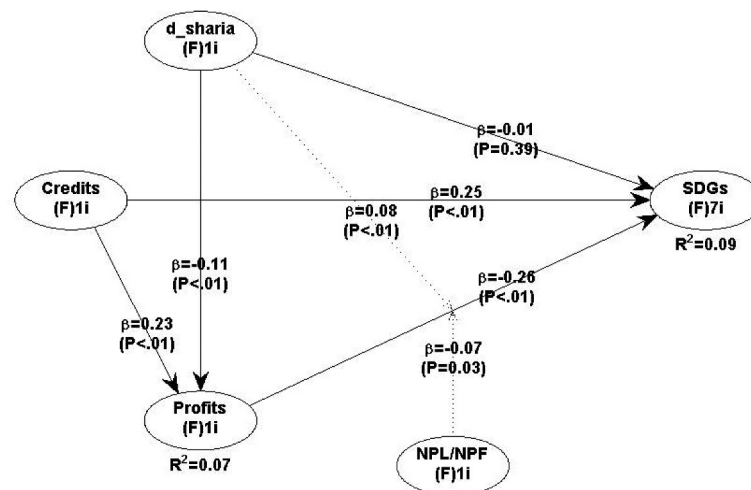 d_sharia
(F)1i
β=-0.01
(P=0.39)
Credits
(F)1i
β=0.25
(P<.01)
SDGs
(F)7i
R²=0.09
β=0.08
(P<.01)
β=-0.11
(P<.01)
β=-0.26
(P<.01)
β=0.23
(P<.01)
β=-0.07
(P=0.03)
Profits
(F)1i
R²=0.07
NPL/NPF
(F)1i